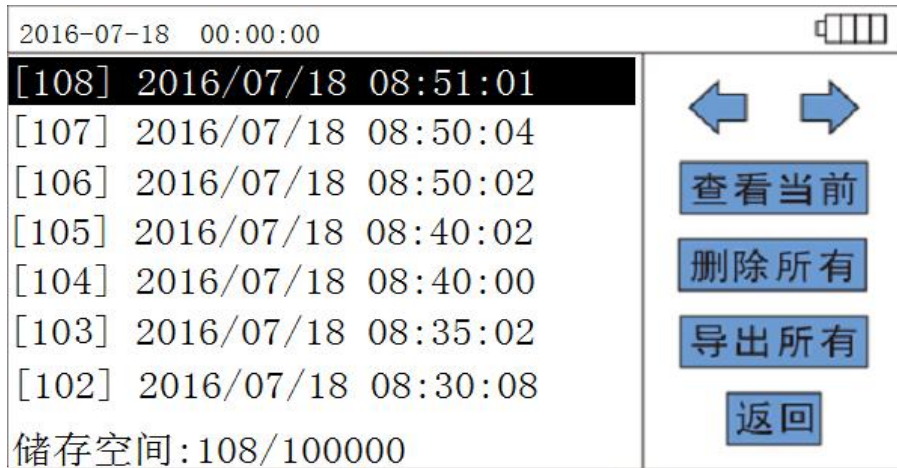 2016-07-18 00:00:00
[108] 2016/07/18 08:51:01
[107] 2016/07/18 08:50:04
[106] 2016/07/18 08:50:02
[105] 2016/07/18 08:40:02
[104] 2016/07/18 08:40:00
[103] 2016/07/18 08:35:02
[102] 2016/07/18 08:30:08
储存空间:108/100000
查看当前
删除所有
导出所有
返回